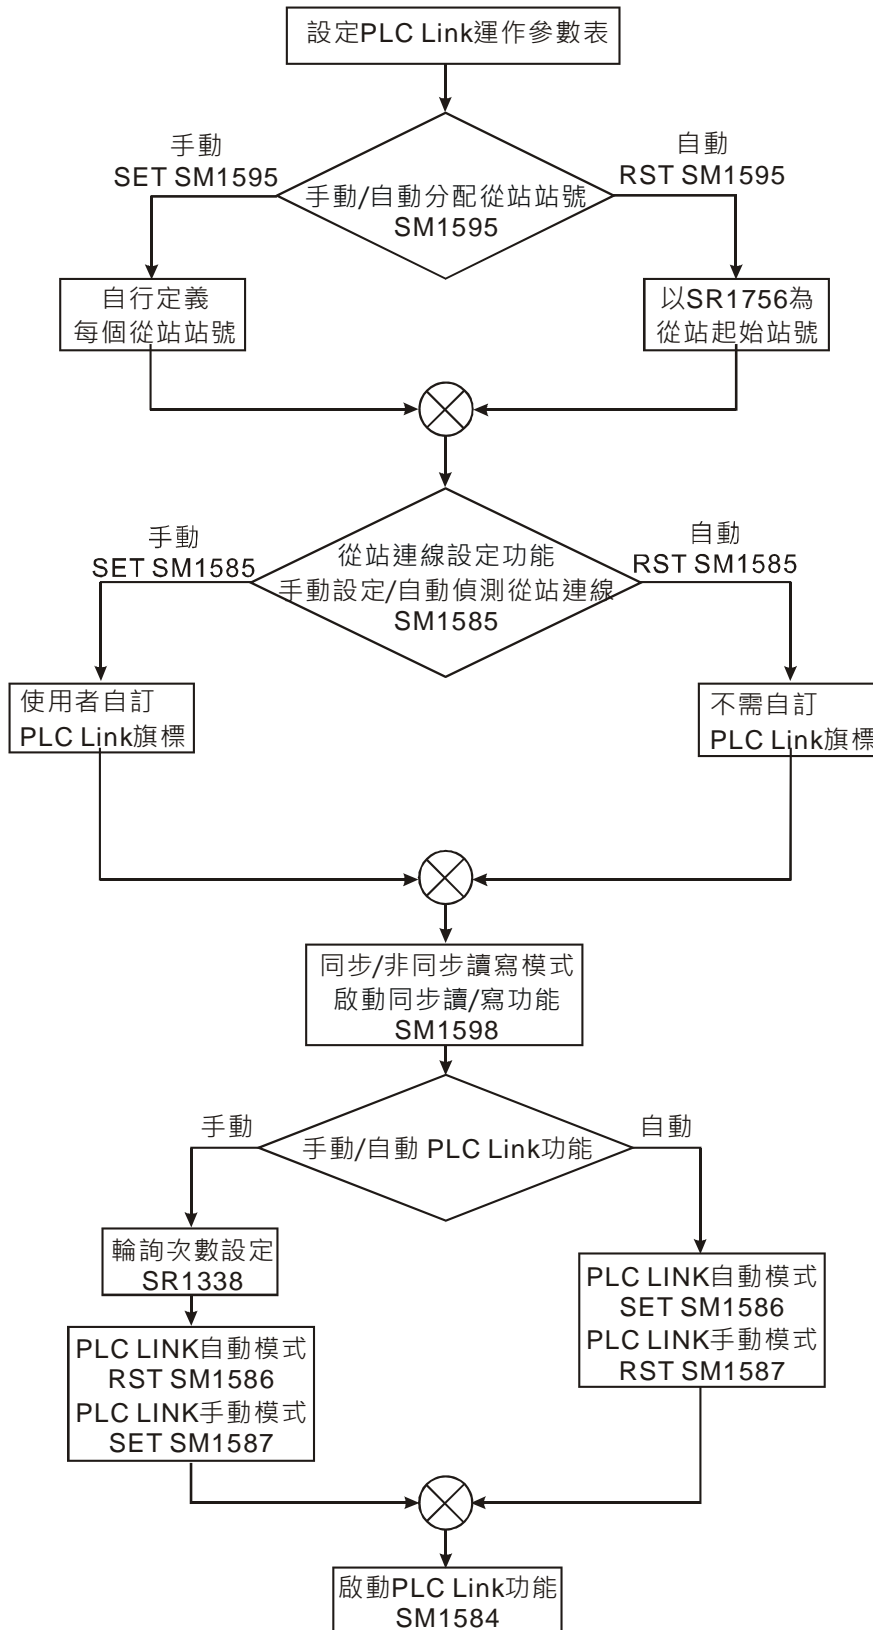 設定PLC Link運作參數表
手動
SET SM1595
自動
RST SM1595
手動/自動分配從站站號
SM1595
自行定義
每個從站站號
以SR1756為
從站起始站號
手動
SET SM1585
自動
RST SM1585
從站連線設定功能
手動設定/自動偵測從站連線
SM1585
使用者自訂
PLC Link旗標
不需自訂
PLC Link旗標
同步/非同步讀寫模式
啟動同步讀/寫功能
SM1598
手動
自動
手動/自動 PLC Link功能
輪詢次數設定
SR1338
PLC LINK自動模式
RST SM1586
PLC LINK手動模式
SET SM1587
PLC LINK自動模式
SET SM1586
PLC LINK手動模式
RST SM1587
啟動PLC Link功能
SM1584